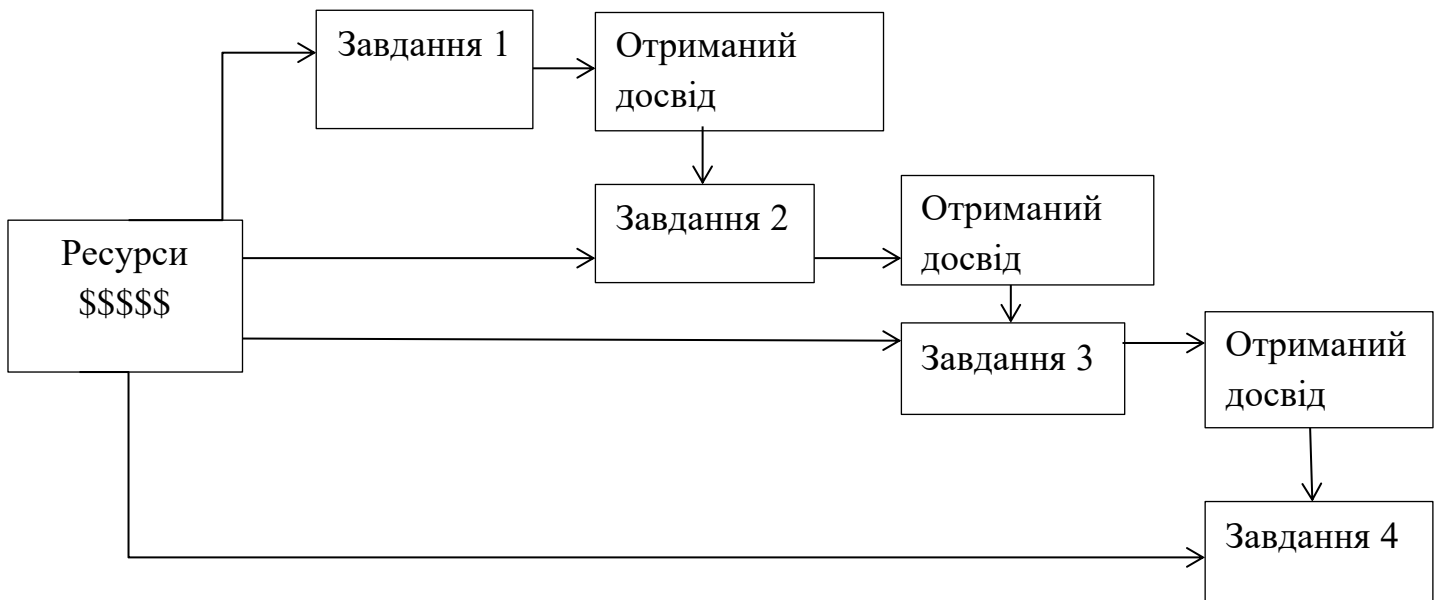 Завдання 1
Отриманий
досвід
Завдання 2
Отриманий
досвід
Ресурси
$$$$$
Завдання 3
Отриманий
досвід
Завдання 4